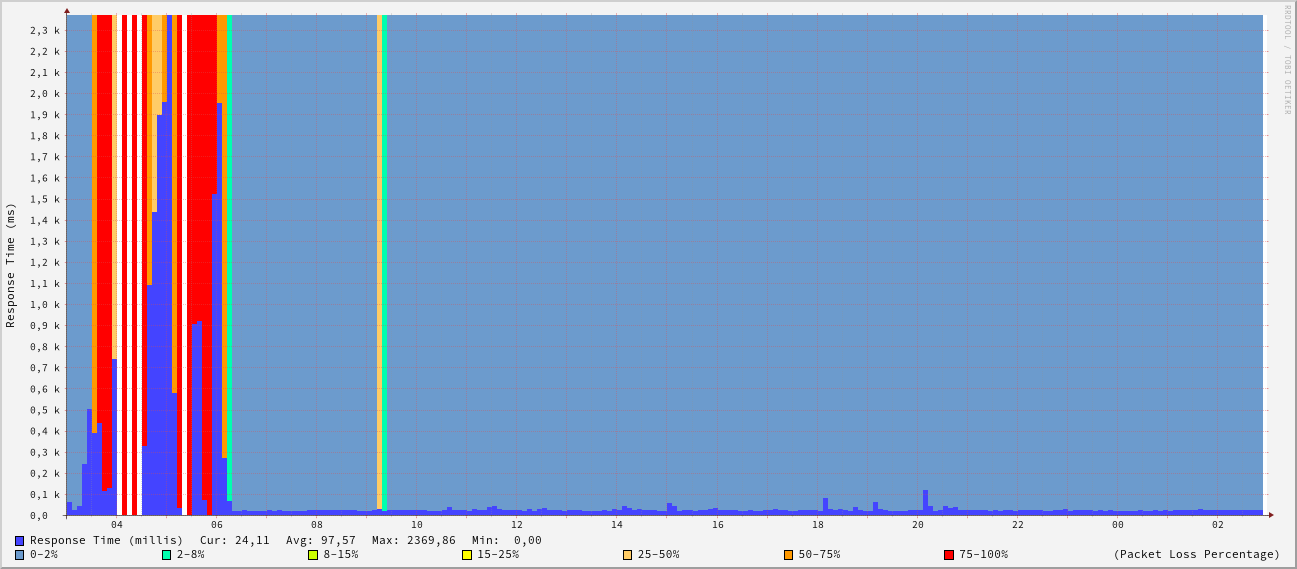 RRDTOOL / TOBI OETIKER
Response Time (ms)
2,3 k
2,2 k
2,1 k
2,0 k
1,9 k
1,8 k
1,7 k
1,6 k
1,5 k
1,4 k
1,3 k
1,2 k
1,1 k
1,0 k
0,9 k
0,8 k
0,7 k
0,6 k
0,5 k
0,4 k
0,3 k
0,2 k
0,1 k
0,0
04 06 08 10 12 14 16 18 20 22 00 02
Response Time (millis) Cur: 24,11 Avg: 97,57 Max: 2369,86 Min: 0,00
0-2% 2-8% 8-15% 15-25% 25-50% 50-75% 75-100% (Packet Loss Percentage)